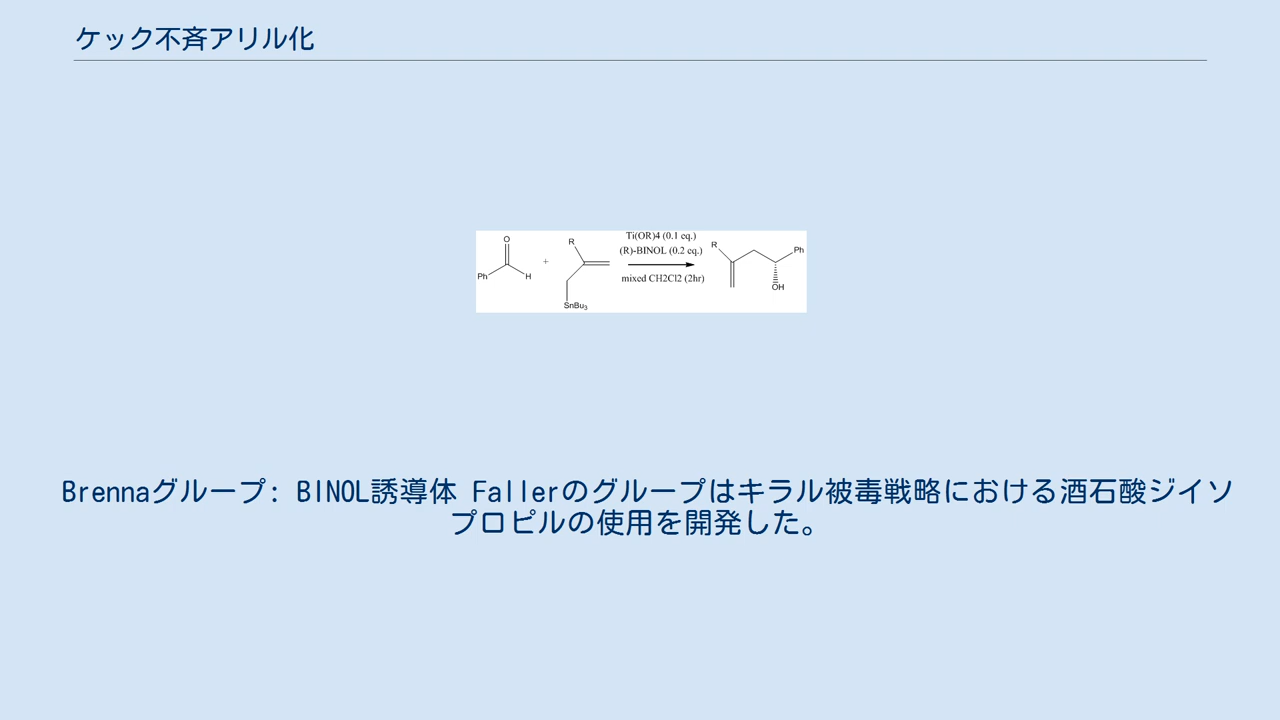 ケック不斉アリル化
O
Ph
H
+
R
SnBu3
Ti(OR)4 (0.1 eq.)
(R)-BINOL (0.2 eq.)
mixed CH2Cl2 (2hr)
R
Ph
OH
Brennaグループ: BINOL誘導体 Fallerのグループはキラル被毒戦略における酒石酸ジイソ
プロピルの使用を開発した。